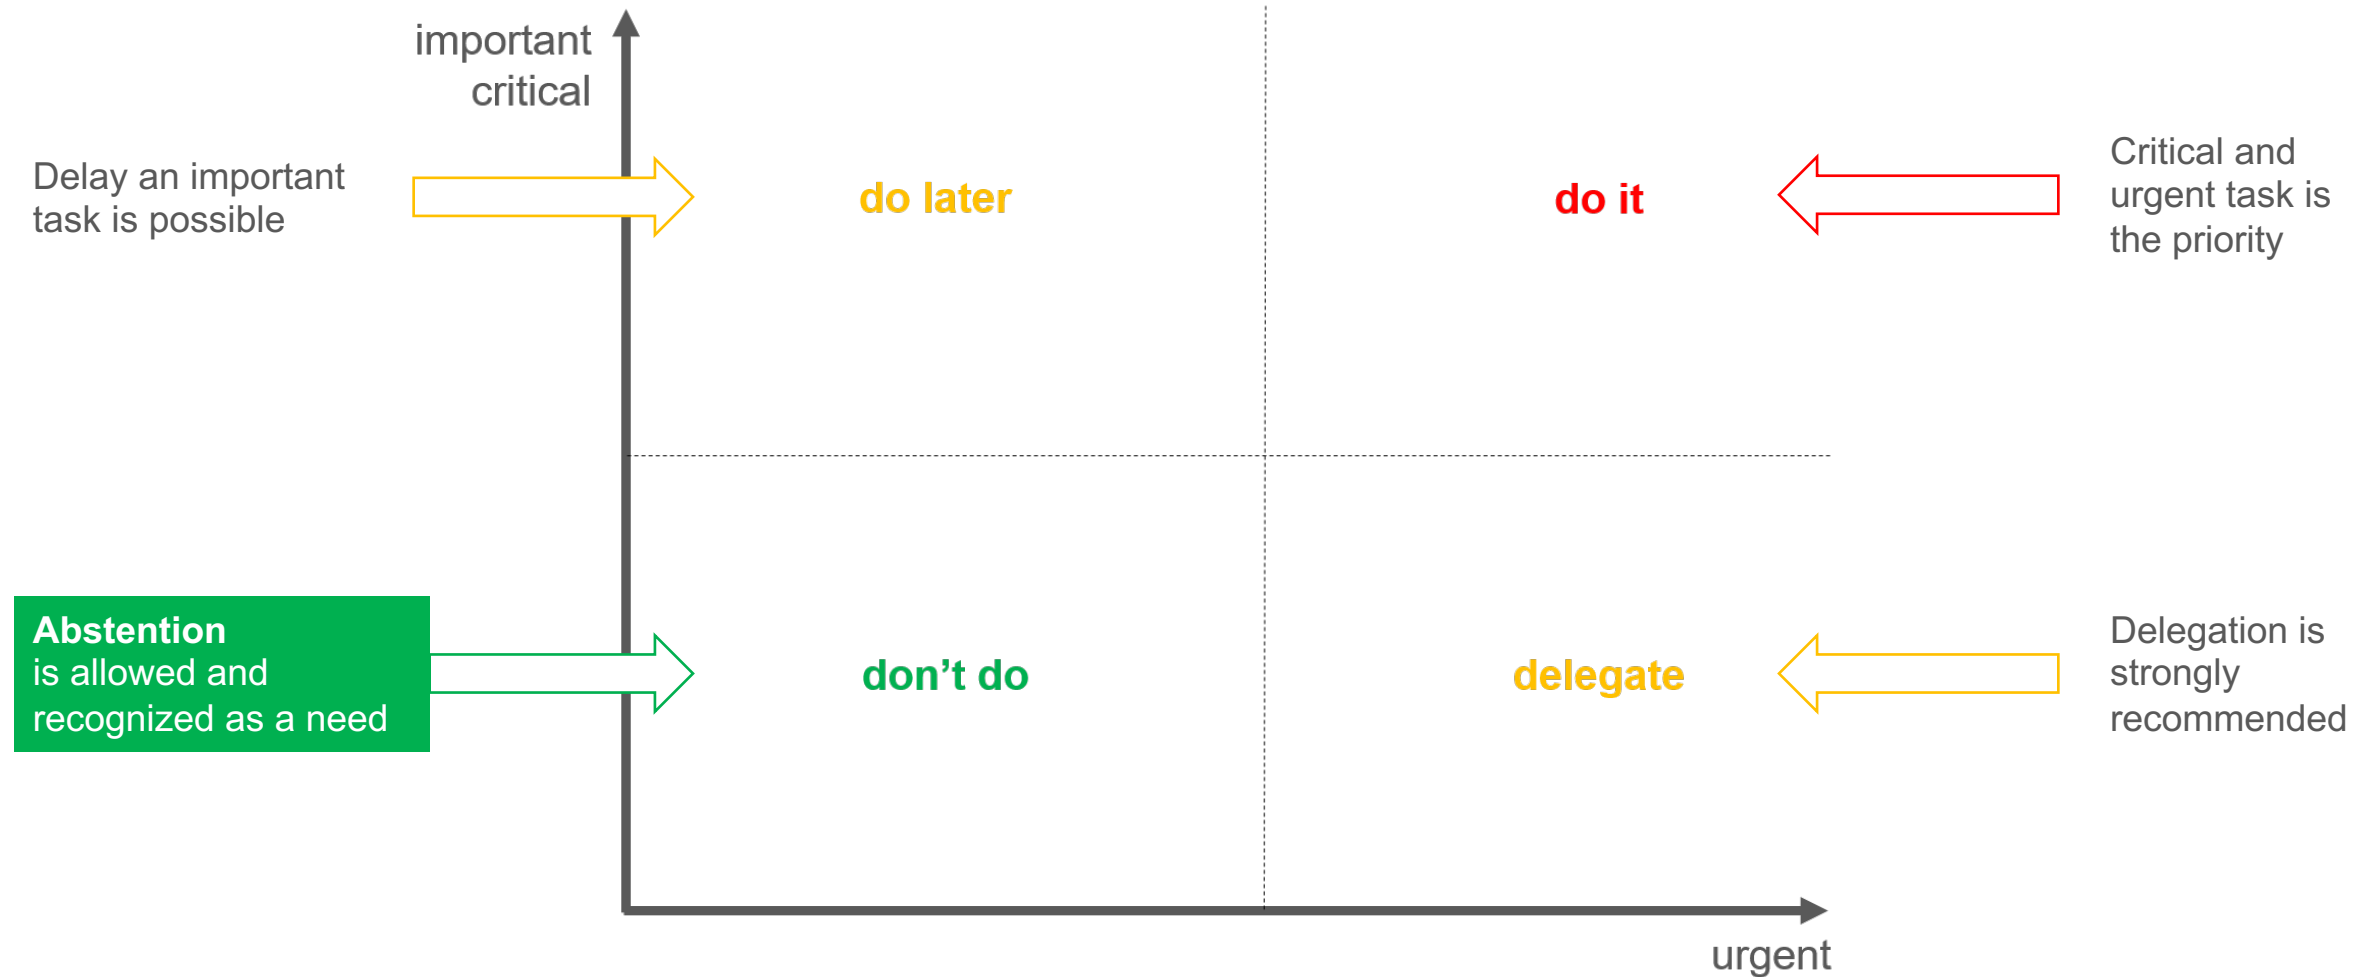 important
critical
Delay an important
task is possible
do later
do it
Critical and
urgent task is
the priority
Abstention
is allowed and
recognized as a need
don’t do
delegate
Delegation is
strongly
recommended
urgent